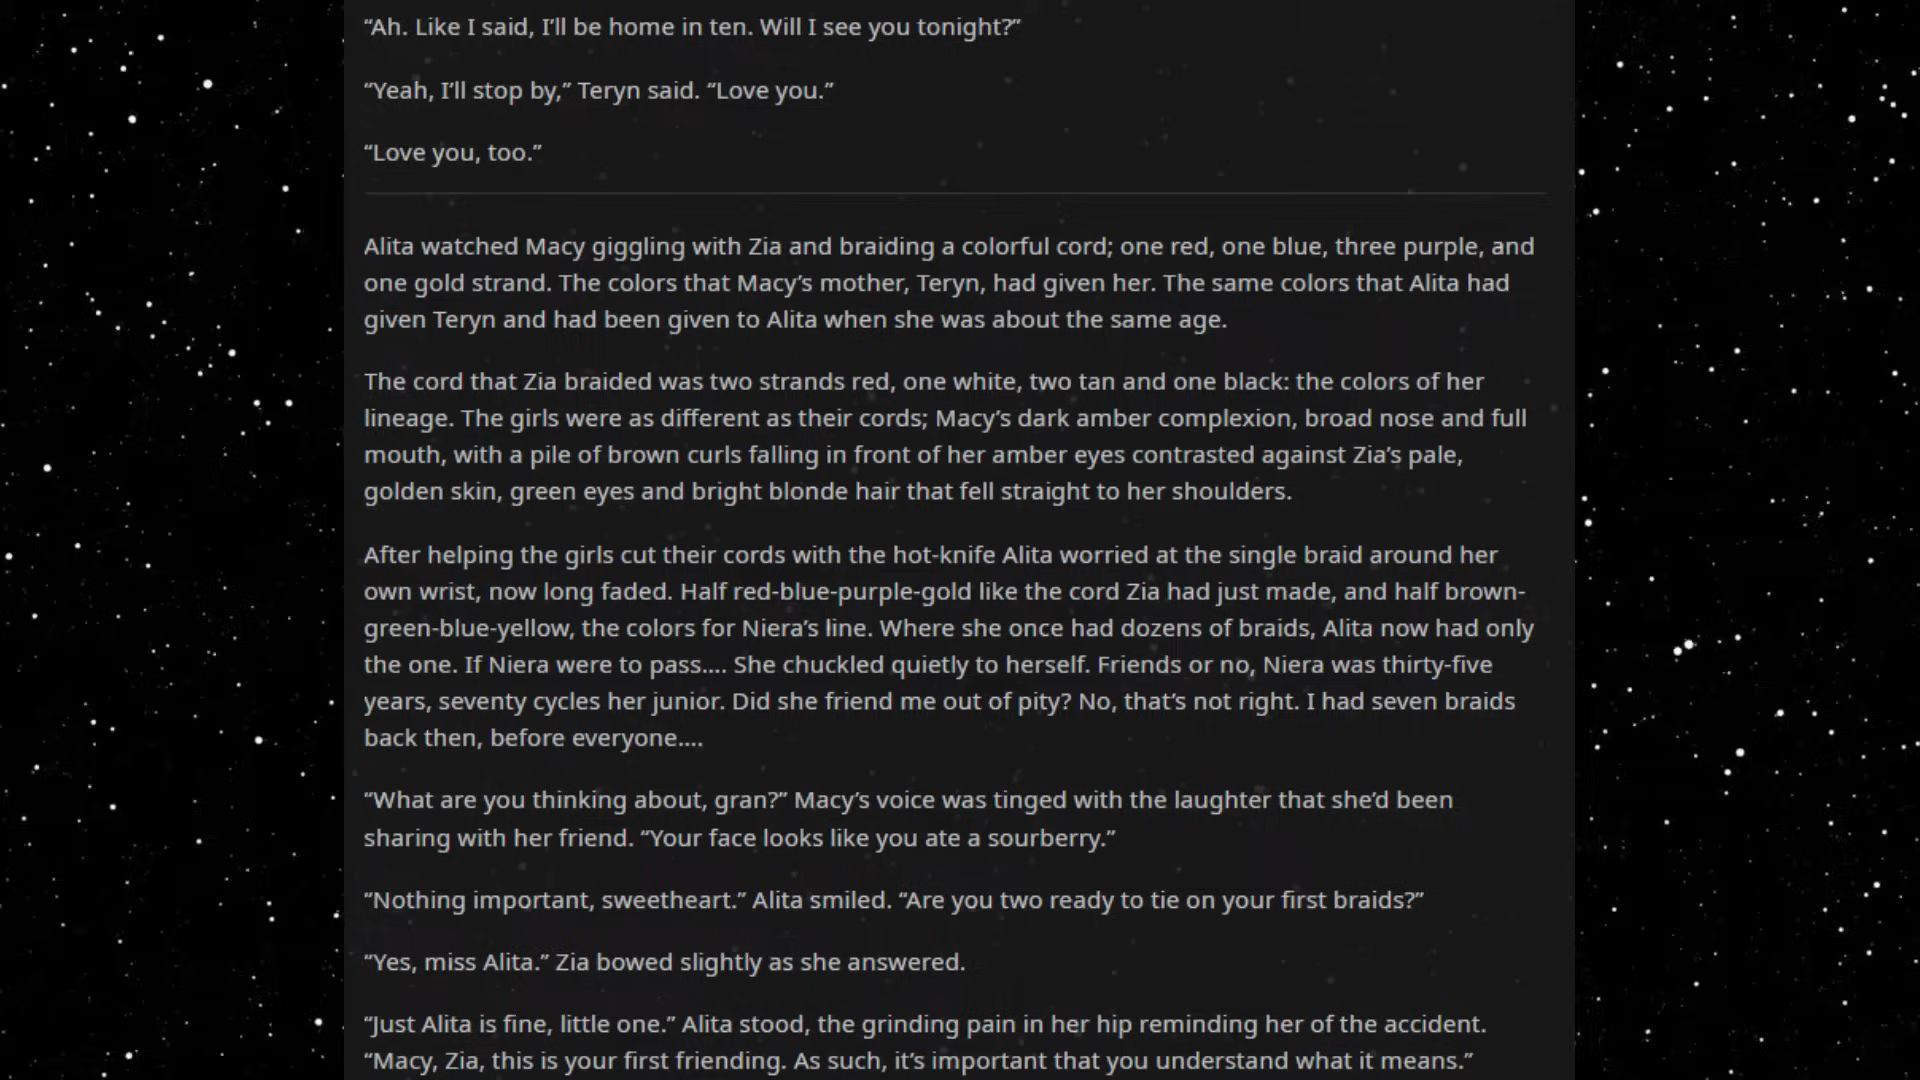 “Ah. Like I said, I’ll be home in ten. Will I see you tonight?”
“Yeah, I’ll stop by,” Teryn said. “Love you.”
“Love you, too.”
Alita watched Macy giggling with Zia and braiding a colorful cord; one red, one blue, three purple, and
one gold strand. The colors that Macy’s mother, Teryn, had given her. The same colors that Alita had
given Teryn and had been given to Alita when she was about the same age.
The cord that Zia braided was two strands red, one white, two tan and one black: the colors of her
lineage. The girls were as different as their cords; Macy’s dark amber complexion, broad nose and full
mouth, with a pile of brown curls falling in front of her amber eyes contrasted against Zia’s pale,
golden skin, green eyes and bright blonde hair that fell straight to her shoulders.
After helping the girls cut their cords with the hot-knife Alita worried at the single braid around her
own wrist, now long faded. Half red-blue-purple-gold like the cord Zia had just made, and half brown-
green-blue-yellow, the colors for Niera’s line. Where she once had dozens of braids, Alita now had only
the one. If Niera were to pass.... She chuckled quietly to herself. Friends or no, Niera was thirty-five
years, seventy cycles her junior. Did she friend me out of pity? No, that’s not right. I had seven braids
back then, before everyone....
“What are you thinking about, gran?” Macy’s voice was tinged with the laughter that she’d been
sharing with her friend. “Your face looks like you ate a sourberry.”
“Nothing important, sweetheart.” Alita smiled. “Are you two ready to tie on your first braids?”
“Yes, miss Alita.” Zia bowed slightly as she answered.
“Just Alita is fine, little one.” Alita stood, the grinding pain in her hip reminding her of the accident.
“Macy, Zia, this is your first friending. As such, it’s important that you understand what it means.”